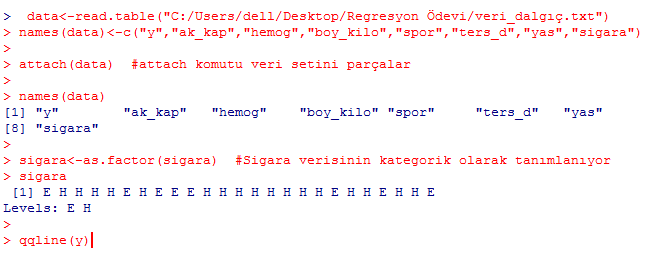 >  data<-read.table("C:/Users/dell/Desktop/Regresyon Ödevi/veri_dalgıç.txt")
> names(data)<-c("y","ak_kap","hemog","boy_kilo","spor","ters_d","yas","sigara")
>
> attach(data)  #attach komutu veri setini parçalar
>
> names(data)
[1] "y"        "ak_kap"   "hemog"    "boy_kilo" "spor"     "ters_d"   "yas"
[8] "sigara"
>
> sigara<-as.factor(sigara)  #Sigara verisinin kategorik olarak tanımlanıyor
> sigara
 [1] E H H H H E H E E E H H H H H H H H E H H E H H E
Levels: E H
>
> qqline(y)